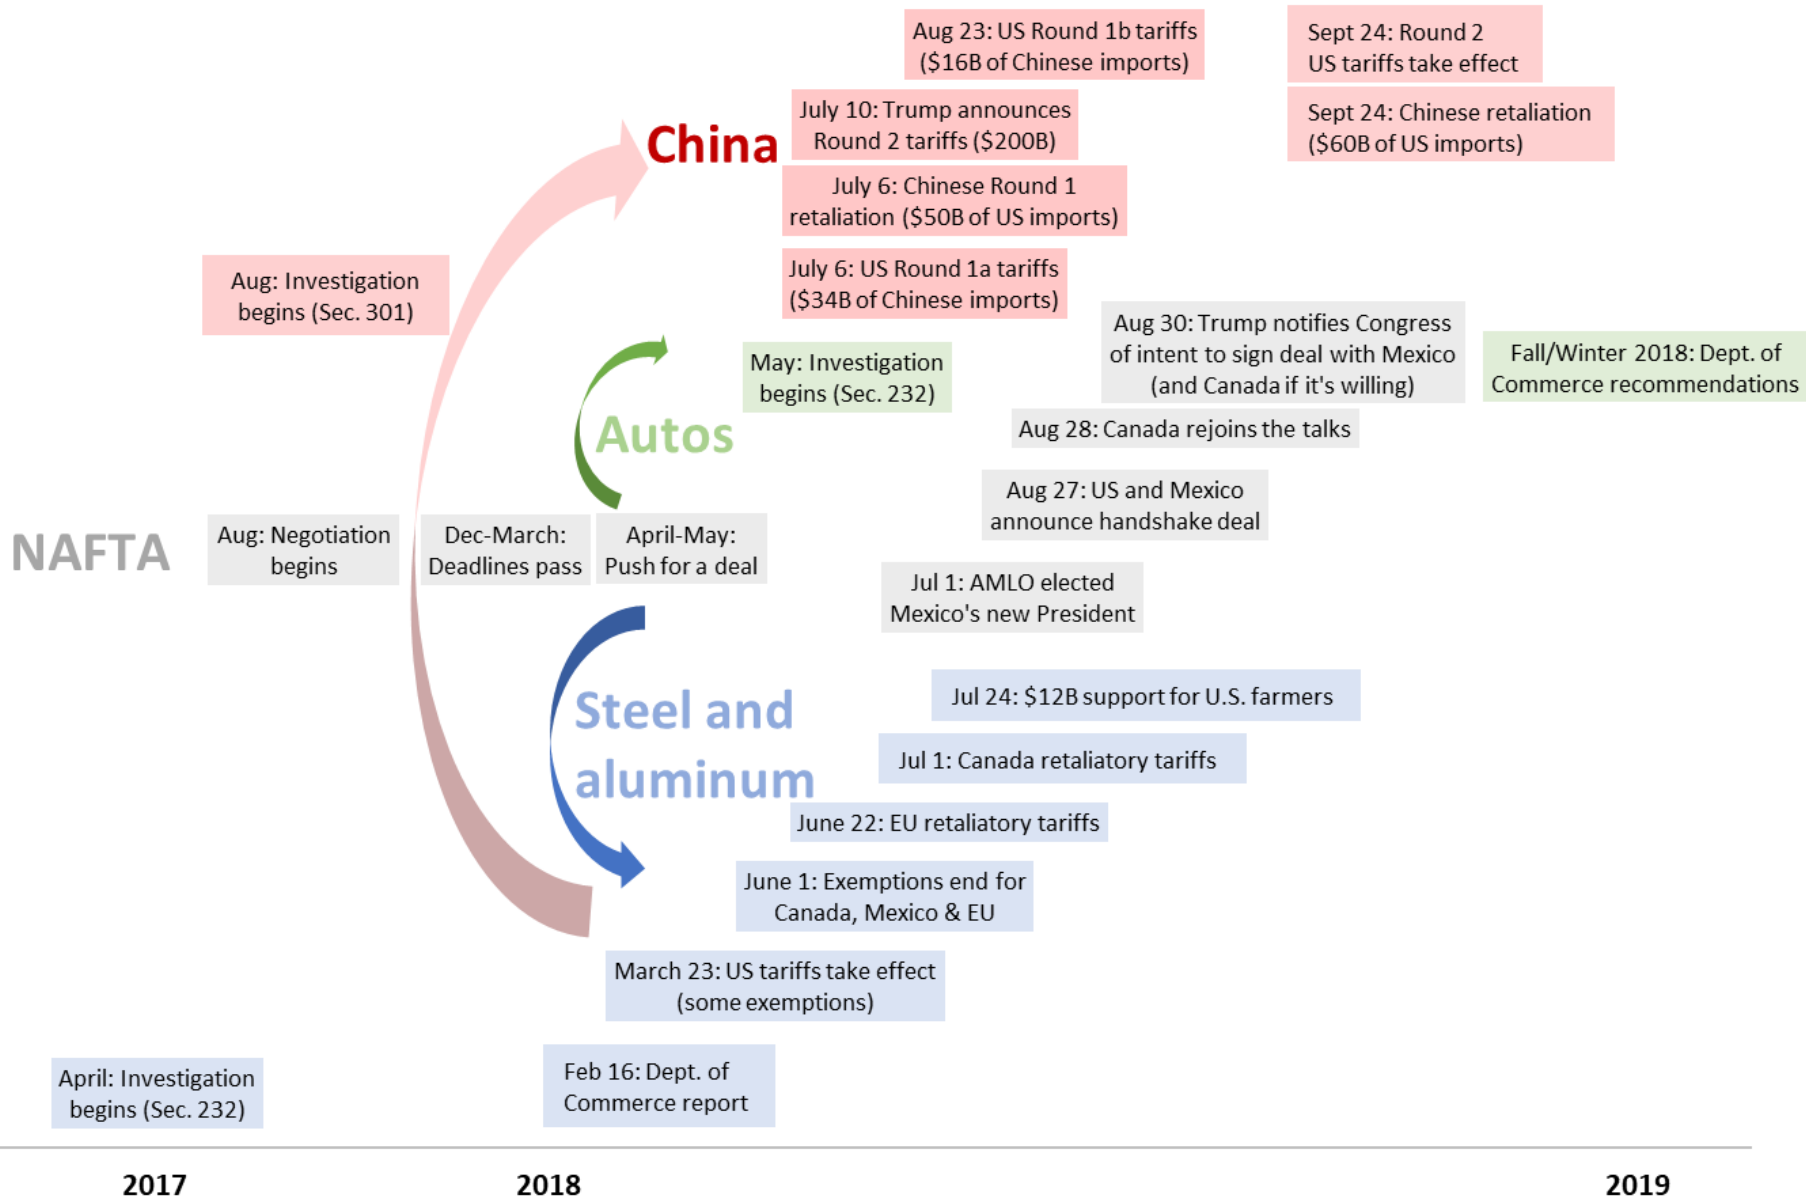 Aug 23: US Round 1b tariffs
($16B of Chinese imports)
Sept 24: Round 2
US tariffs take effect
Sept 24: Chinese retaliation
($60B of US imports)
China
July 10: Trump announces
Round 2 tariffs ($200B)
July 6: Chinese Round 1
retaliation ($50B of US imports)
July 6: US Round 1a tariffs
($34B of Chinese imports)
Aug: Investigation
begins (Sec. 301)
Aug 30: Trump notifies Congress
of intent to sign deal with Mexico
(and Canada if it's willing)
Fall/Winter 2018: Dept. of
Commerce recommendations
May: Investigation
begins (Sec. 232)
Autos
Aug 28: Canada rejoins the talks
Aug 27: US and Mexico
announce handshake deal
NAFTA
Aug: Negotiation
begins
Dec-March:
Deadlines pass
April-May:
Push for a deal
Jul 1: AMLO elected
Mexico's new President
Steel and
aluminum
Jul 24: $12B support for U.S. farmers
Jul 1: Canada retaliatory tariffs
June 22: EU retaliatory tariffs
June 1: Exemptions end for
Canada, Mexico & EU
March 23: US tariffs take effect
(some exemptions)
April: Investigation
begins (Sec. 232)
Feb 16: Dept. of
Commerce report
2017
2018
2019